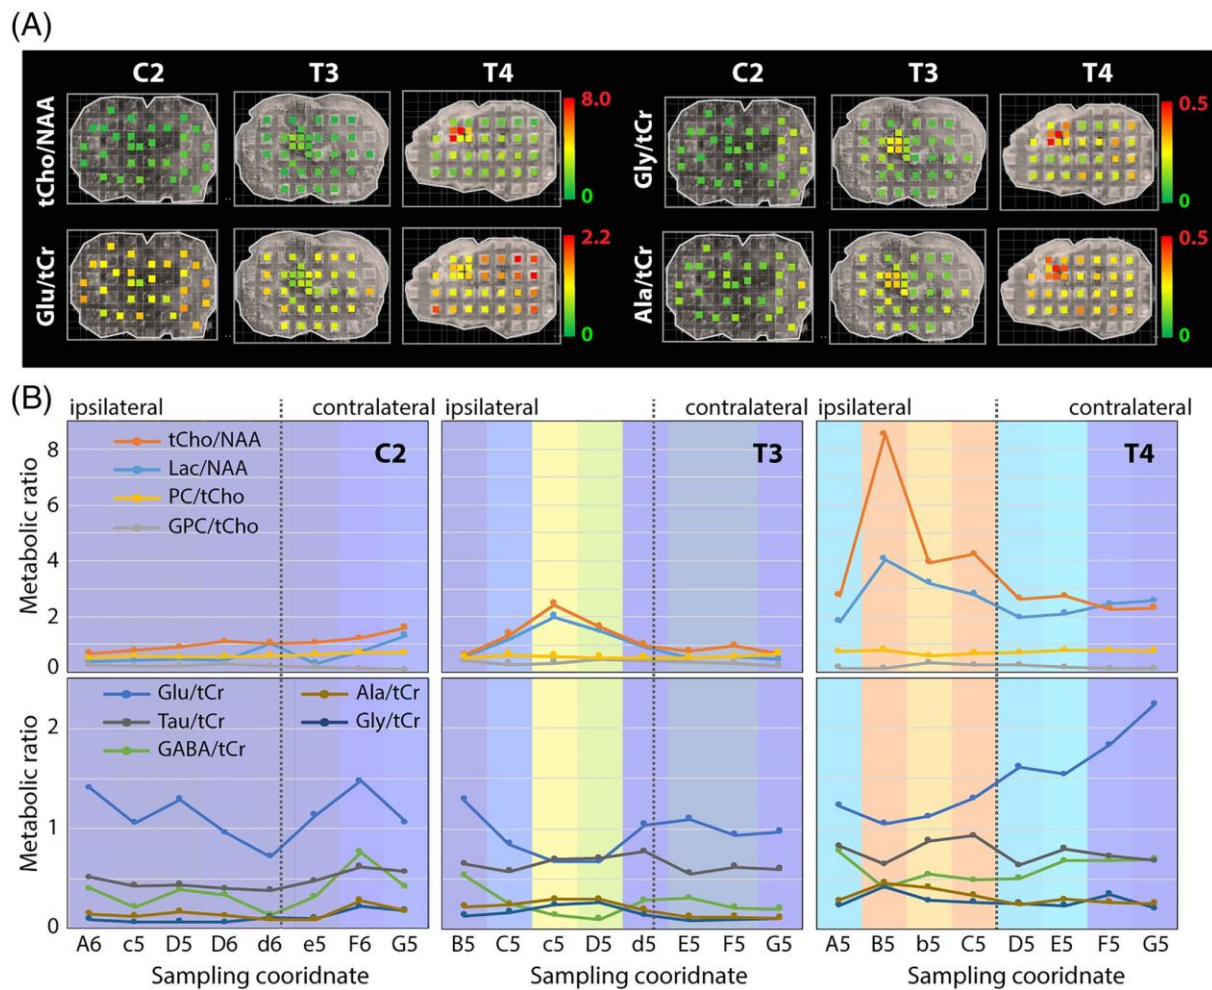 (A)
C2 T3 T4 C2 T3 T4
tCho/NAA
8.0
0
Gly/tCr
0.5
0
Glu/tCr
2.2
0
Ala/tCr
0.5
0
(B)
ipsilateral contralateral ipsilateral contralateral ipsilateral contralateral
Metabolic ratio
8
6
4
2
0
tCho/NAA
Lac/NAA
PC/tCho
GPC/tCho
C2
T3
T4
Metabolic ratio
2
1
0
Glu/tCr Ala/tCr
Tau/tCr Gly/tCr
GABA/tCr
A6 c5 D5 D6 d6 e5 F6 G5 B5 C5 c5 D5 d5 E5 F5 G5 A5 B5 b5 C5 D5 E5 F5 G5
Sampling cooridnate Sampling cooridnate Sampling cooridnate